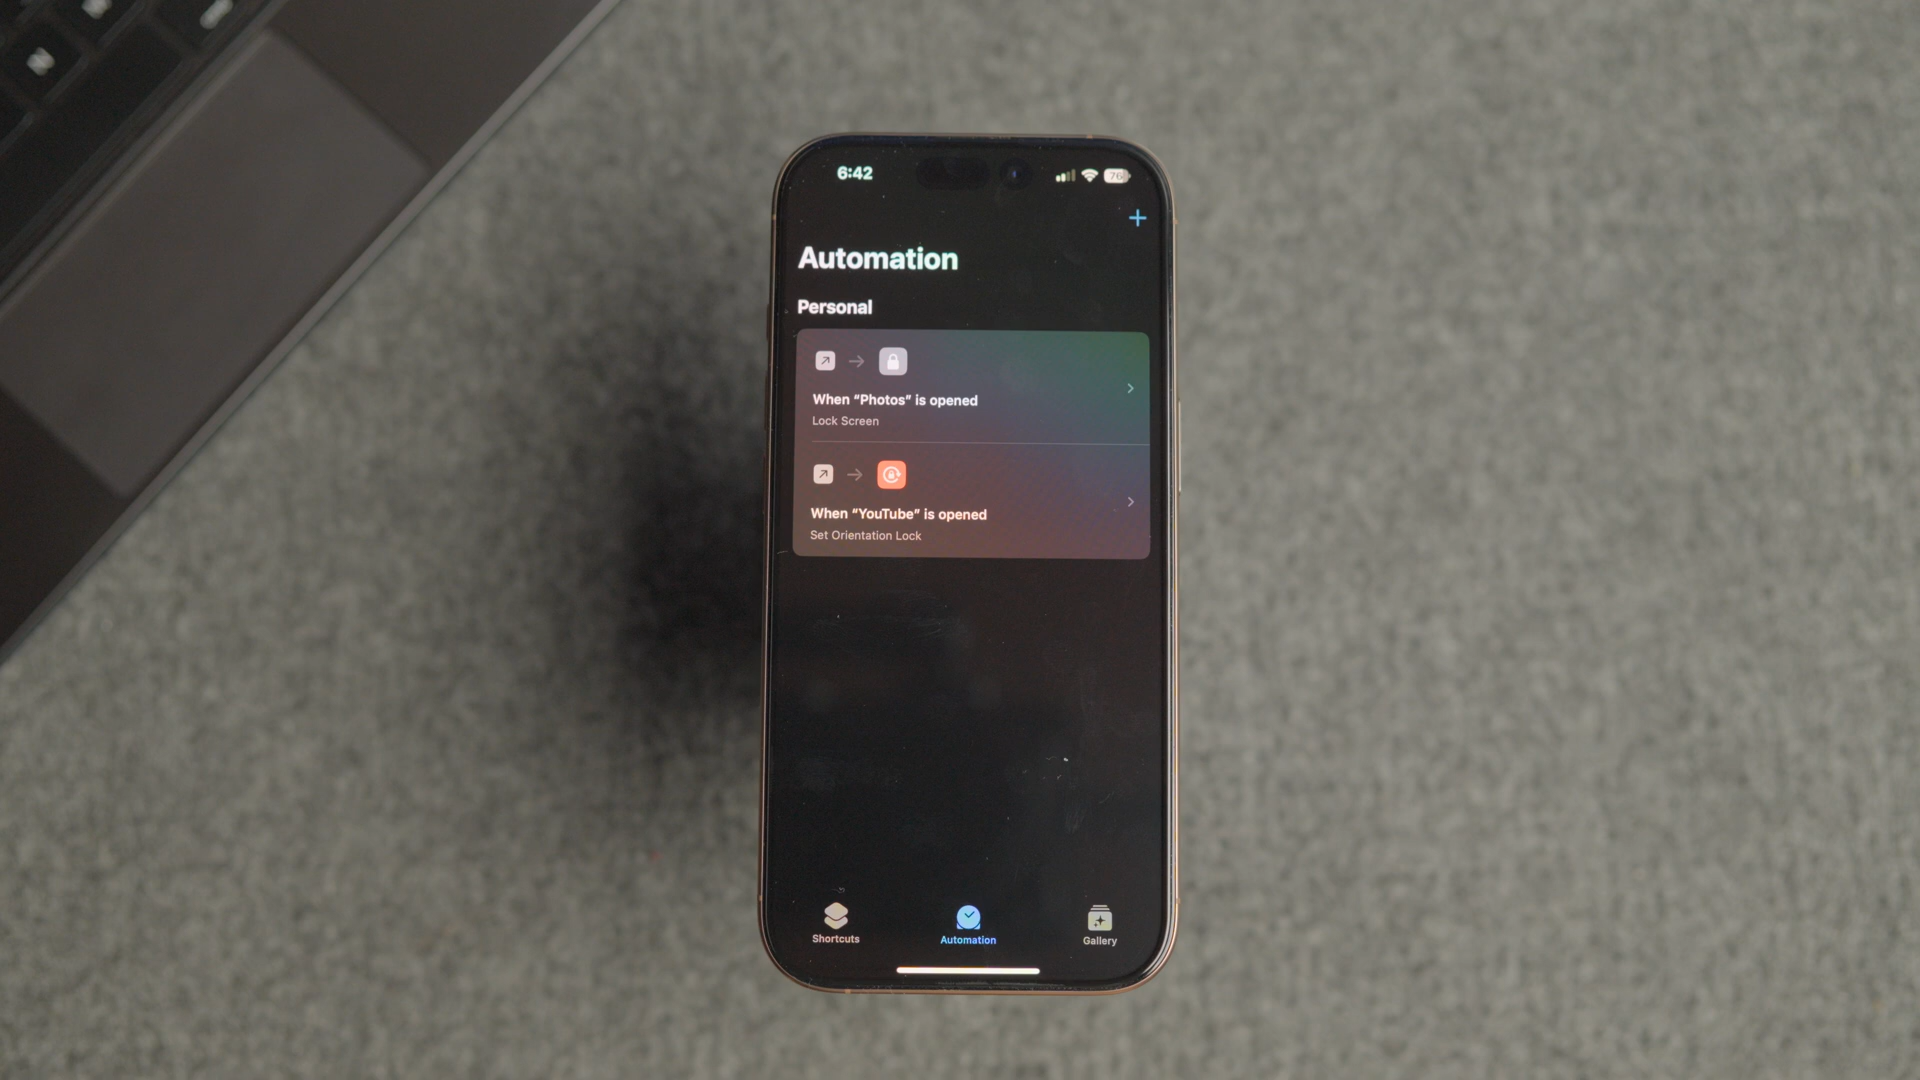 6:42
76
Automation
Personal
When “Photos” is opened
Lock Screen
When “YouTube” is opened
Set Orientation Lock
Shortcuts
Automation
Gallery